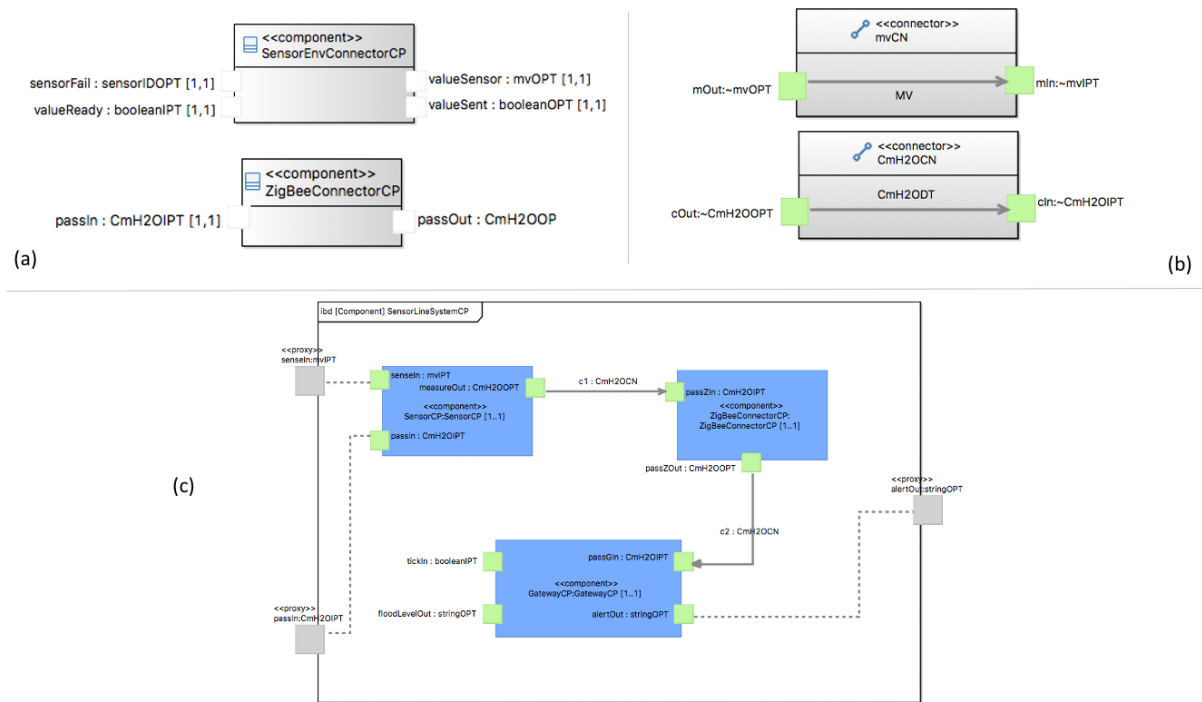 (a)
<<component>>
SensorEnvConnectorCP
sensorFail : sensorIDOPT [1,1]
valueSensor : mvOPT [1,1]
valueReady : booleanIPT [1,1]
valueSent : booleanOPT [1,1]
<<component>>
ZigBeeConnectorCP
passIn : CmH2OIPT [1,1]
passOut : CmH2OOP
(b)
<<connector>>
mvCN
mOut:~mvOPT
MV
mIn:~mvIPT
<<connector>>
CmH2OCN
CmH2ODT
cOut:~CmH2OOPT
cIn:~CmH2OIPT
(c)
ibd [Component] SensorLineSystemCP
<<proxy>>
senseIn:mvIPT
senseIn : mvIPT
measureOut : CmH2OOPT
<<component>>
SensorCP:SensorCP [1..1]
passIn : CmH2OIPT
c1 : CmH2OCN
passZIn : CmH2OIPT
<<component>>
ZigBeeConnectorCP:
ZigBeeConnectorCP [1..1]
passZOut : CmH2OOPT
<<proxy>>
alertOut:stringOPT
c2 : CmH2OCN
tickIn : booleanIPT
passGIn : CmH2OIPT
<<component>>
GatewayCP:GatewayCP [1..1]
floodLevelOut : stringOPT
alertOut : stringOPT
<<proxy>>
passIn:CmH2OIPT